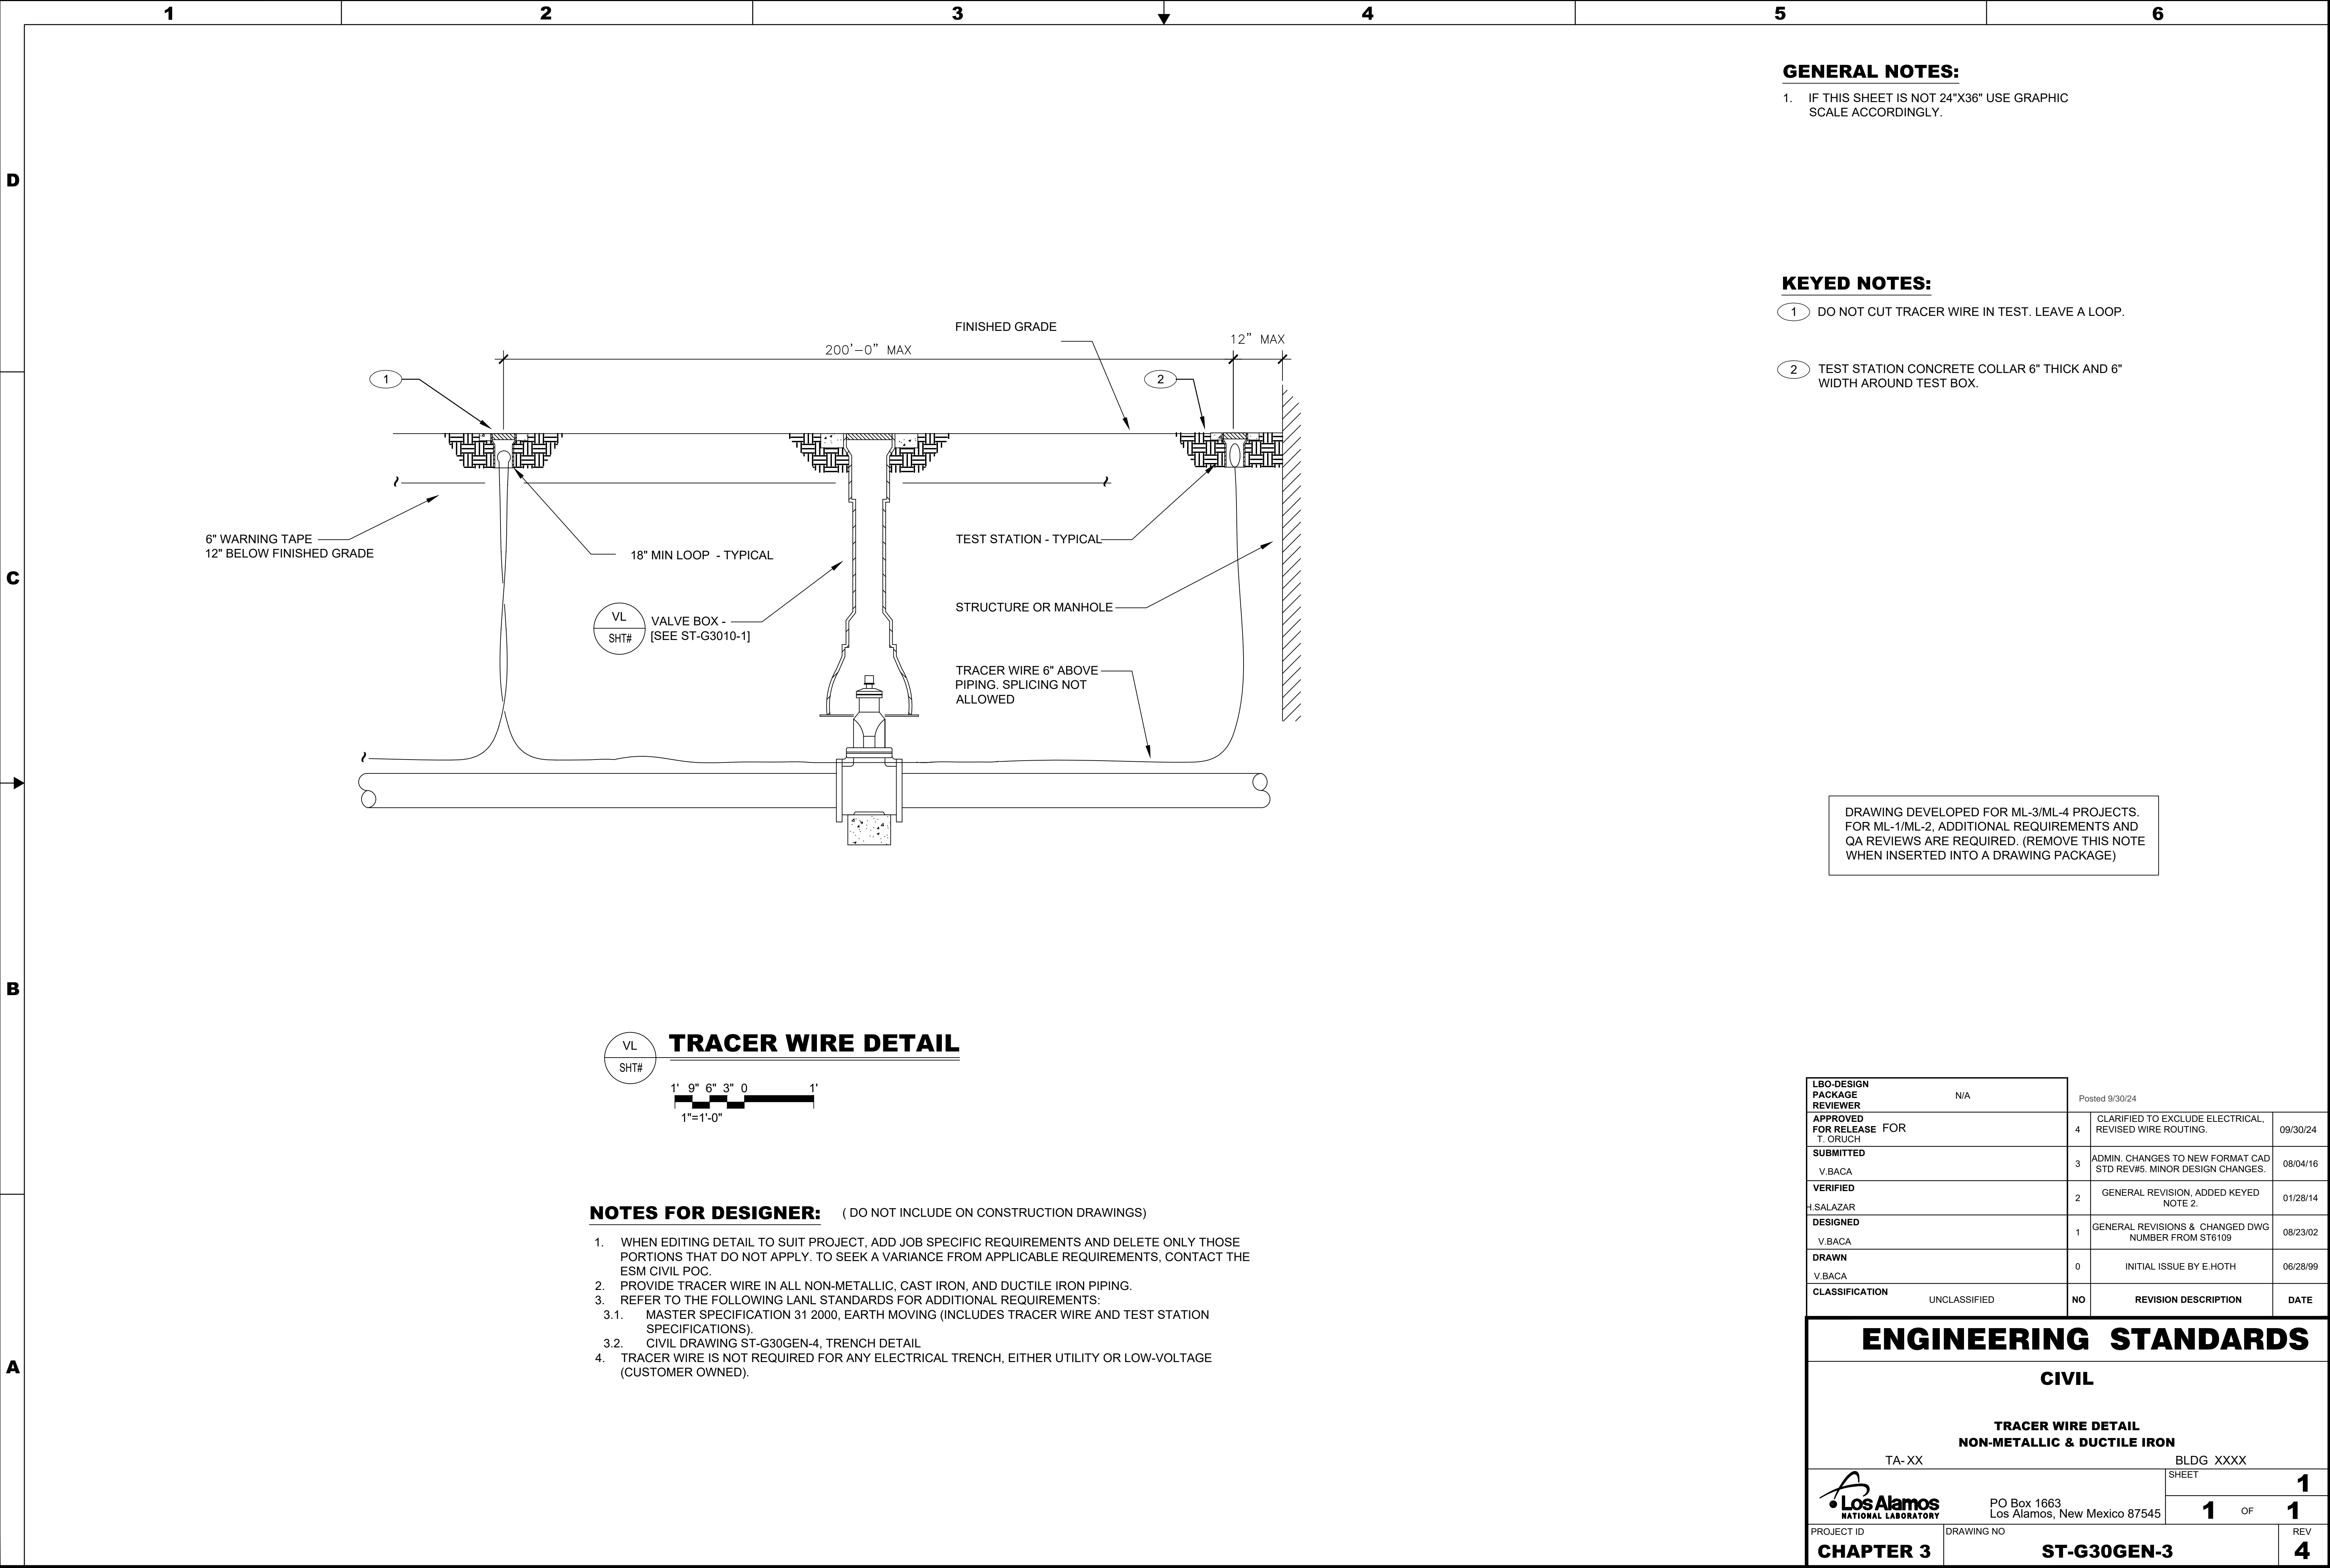 1 2 3 4 5 6
D
C
B
A
GENERAL NOTES:
1. IF THIS SHEET IS NOT 24"X36" USE GRAPHIC
SCALE ACCORDINGLY.
KEYED NOTES:
1 DO NOT CUT TRACER WIRE IN TEST. LEAVE A LOOP.
2 TEST STATION CONCRETE COLLAR 6" THICK AND 6"
WIDTH AROUND TEST BOX.
FINISHED GRADE
200'-0" MAX
12" MAX
1
2
6" WARNING TAPE
12" BELOW FINISHED GRADE
18" MIN LOOP - TYPICAL
TEST STATION - TYPICAL
VL
SHT#
VALVE BOX -
[SEE ST-G3010-1]
STRUCTURE OR MANHOLE
TRACER WIRE 6" ABOVE
PIPING. SPLICING NOT
ALLOWED
DRAWING DEVELOPED FOR ML-3/ML-4 PROJECTS.
FOR ML-1/ML-2, ADDITIONAL REQUIREMENTS AND
QA REVIEWS ARE REQUIRED. (REMOVE THIS NOTE
WHEN INSERTED INTO A DRAWING PACKAGE)
VL
SHT#
TRACER WIRE DETAIL
1' 9" 6" 3" 0 1'
1"=1'-0"
NOTES FOR DESIGNER: ( DO NOT INCLUDE ON CONSTRUCTION DRAWINGS)
1. WHEN EDITING DETAIL TO SUIT PROJECT, ADD JOB SPECIFIC REQUIREMENTS AND DELETE ONLY THOSE
PORTIONS THAT DO NOT APPLY. TO SEEK A VARIANCE FROM APPLICABLE REQUIREMENTS, CONTACT THE
ESM CIVIL POC.
2. PROVIDE TRACER WIRE IN ALL NON-METALLIC, CAST IRON, AND DUCTILE IRON PIPING.
3. REFER TO THE FOLLOWING LANL STANDARDS FOR ADDITIONAL REQUIREMENTS:
3.1. MASTER SPECIFICATION 31 2000, EARTH MOVING (INCLUDES TRACER WIRE AND TEST STATION
SPECIFICATIONS).
3.2. CIVIL DRAWING ST-G30GEN-4, TRENCH DETAIL
4. TRACER WIRE IS NOT REQUIRED FOR ANY ELECTRICAL TRENCH, EITHER UTILITY OR LOW-VOLTAGE
(CUSTOMER OWNED).
LBO-DESIGN
PACKAGE N/A
REVIEWER
Posted 9/30/24
APPROVED
FOR RELEASE FOR
T. ORUCH
4 CLARIFIED TO EXCLUDE ELECTRICAL,
REVISED WIRE ROUTING. 09/30/24
SUBMITTED
V.BACA
3 ADMIN. CHANGES TO NEW FORMAT CAD
STD REV#5. MINOR DESIGN CHANGES. 08/04/16
VERIFIED
H.SALAZAR
2 GENERAL REVISION, ADDED KEYED
NOTE 2. 01/28/14
DESIGNED
V.BACA
1 GENERAL REVISIONS & CHANGED DWG
NUMBER FROM ST6109 08/23/02
DRAWN
V.BACA
0 INITIAL ISSUE BY E.HOTH 06/28/99
CLASSIFICATION
UNCLASSIFIED
NO REVISION DESCRIPTION DATE
ENGINEERING STANDARDS
CIVIL
TRACER WIRE DETAIL
NON-METALLIC & DUCTILE IRON
TA-XX BLDG XXXX
Los Alamos
NATIONAL LABORATORY
PO Box 1663
Los Alamos, New Mexico 87545
SHEET
1
1 OF 1
PROJECT ID
CHAPTER 3
DRAWING NO
ST-G30GEN-3
REV
4